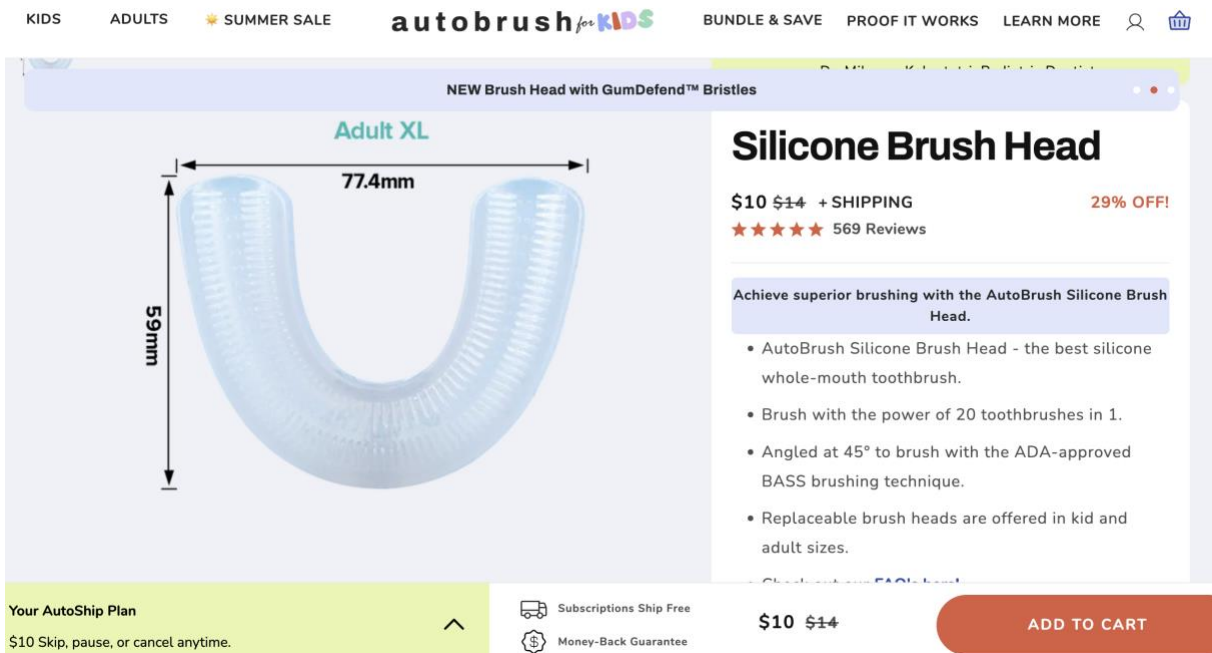 KIDS ADULTS ☀️ SUMMER SALE autobrush for KIDS BUNDLE & SAVE PROOF IT WORKS LEARN MORE
NEW Brush Head with GumDefend™ Bristles
Adult XL
77.4mm
59mm
Silicone Brush Head
$10 $14 + SHIPPING 29% OFF!
★★★★★ 569 Reviews
Achieve superior brushing with the AutoBrush Silicone Brush
Head.
• AutoBrush Silicone Brush Head - the best silicone
whole-mouth toothbrush.
• Brush with the power of 20 toothbrushes in 1.
• Angled at 45° to brush with the ADA-approved
BASS brushing technique.
• Replaceable brush heads are offered in kid and
adult sizes.
• Check out our FAQ's here!
Your AutoShip Plan
$10 Skip, pause, or cancel anytime.
Subscriptions Ship Free
Money-Back Guarantee
$10 $14
ADD TO CART